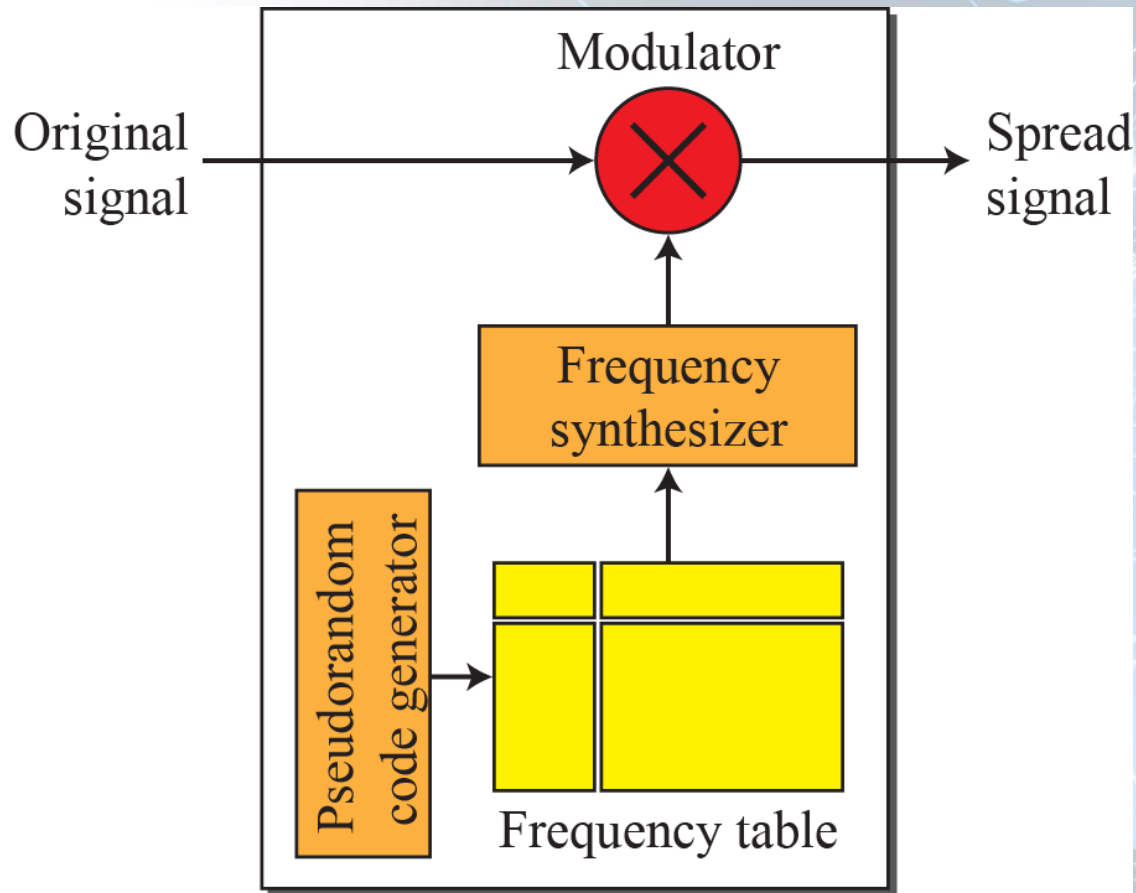 Modulator
Original
signal
Spread
signal
Frequency
synthesizer
Pseudorandom
code generator
Frequency table